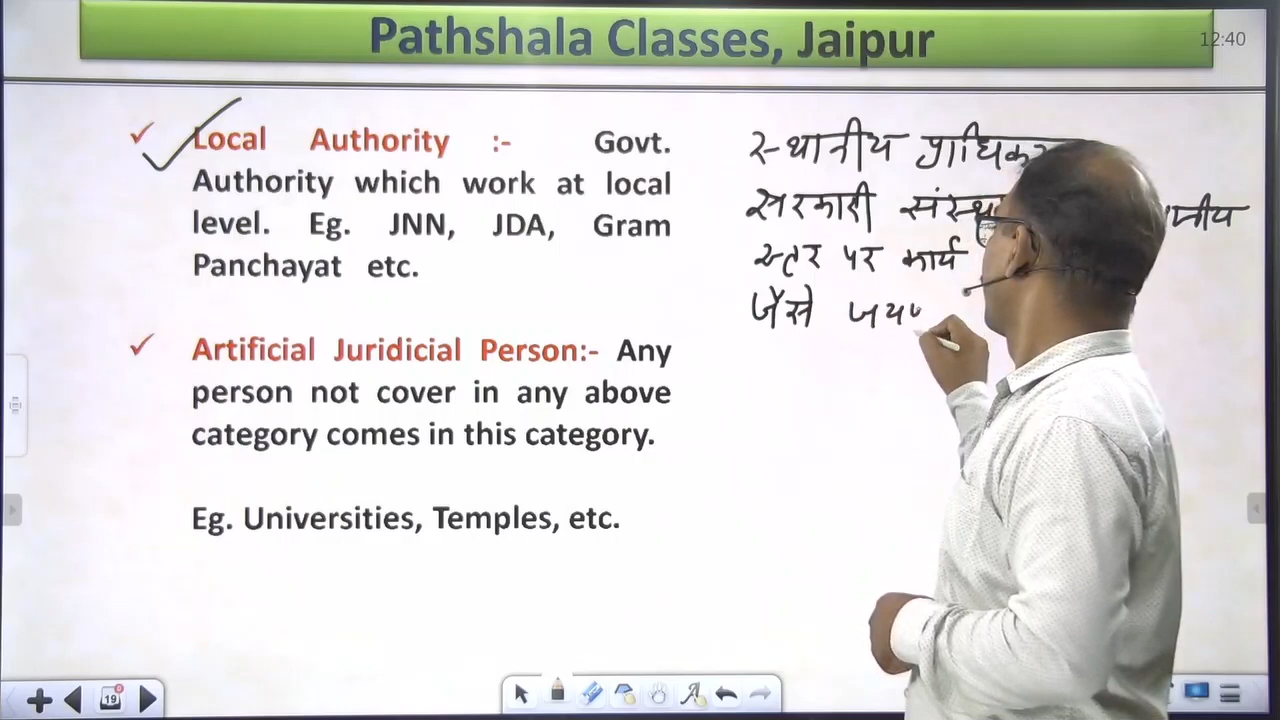 Pathshala Classes, Jaipur
12:40
Local Authority :- Govt.
Authority which work at local
level. Eg. JNN, JDA, Gram
Panchayat etc.
Artificial Juridicial Person:- Any
person not cover in any above
category comes in this category.
Eg. Universities, Temples, etc.
स्थानीय
सरकारी
स्तर पर कार्य
जैसे
19